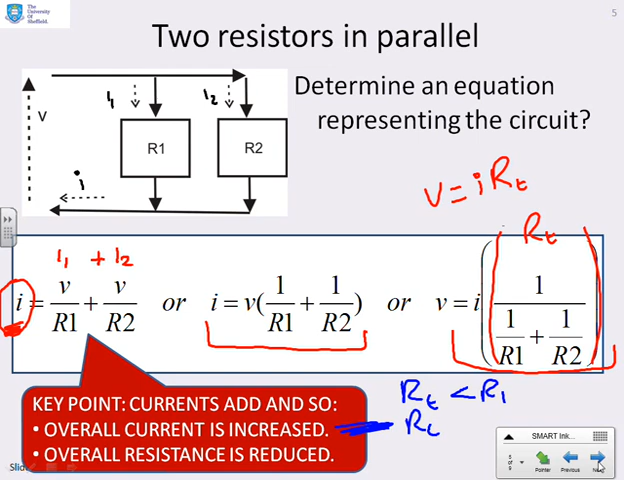 The
University
Of
Sheffield.
5
Two resistors in parallel
Determine an equation
representing the circuit?
v
i1
i2
R1
R2
i
v = i Rt
Rt
i1 + i2
i = v/R1 + v/R2 or i = v(1/R1 + 1/R2) or v = i(1/(1/R1 + 1/R2))
KEY POINT: CURRENTS ADD AND SO:
• OVERALL CURRENT IS INCREASED.
• OVERALL RESISTANCE IS REDUCED.
Rt < R1
SMART Ink...
5
of
9
Pointer
Previous
Next